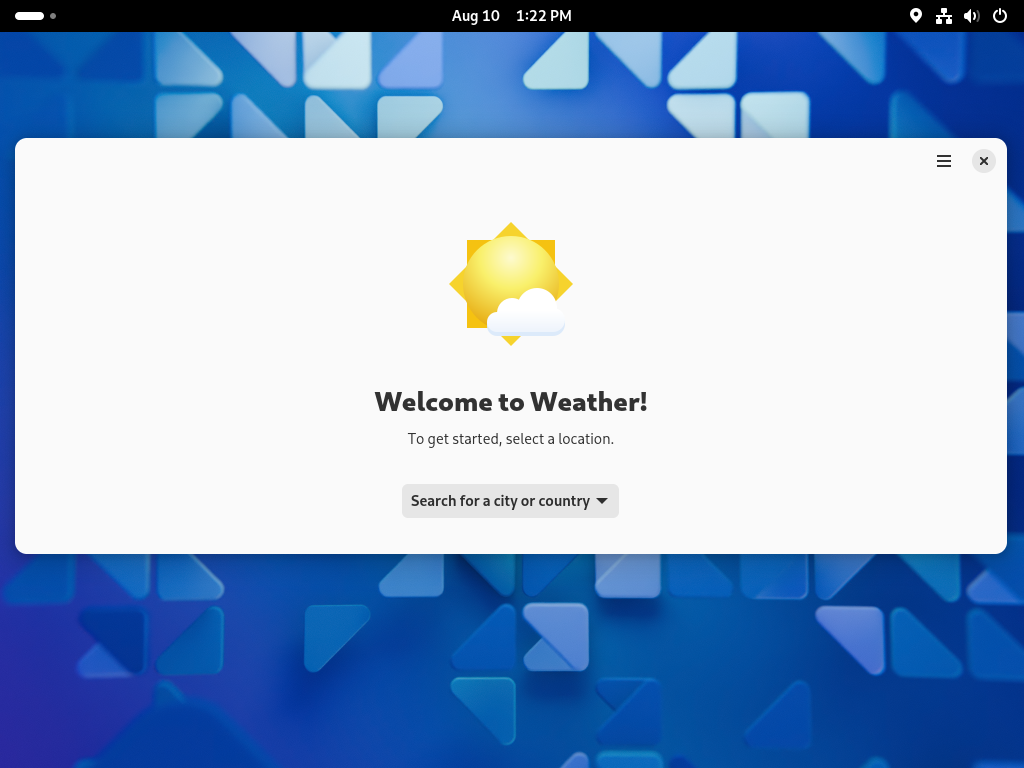 Aug 10 1:22 PM
Welcome to Weather!
To get started, select a location.
Search for a city or country